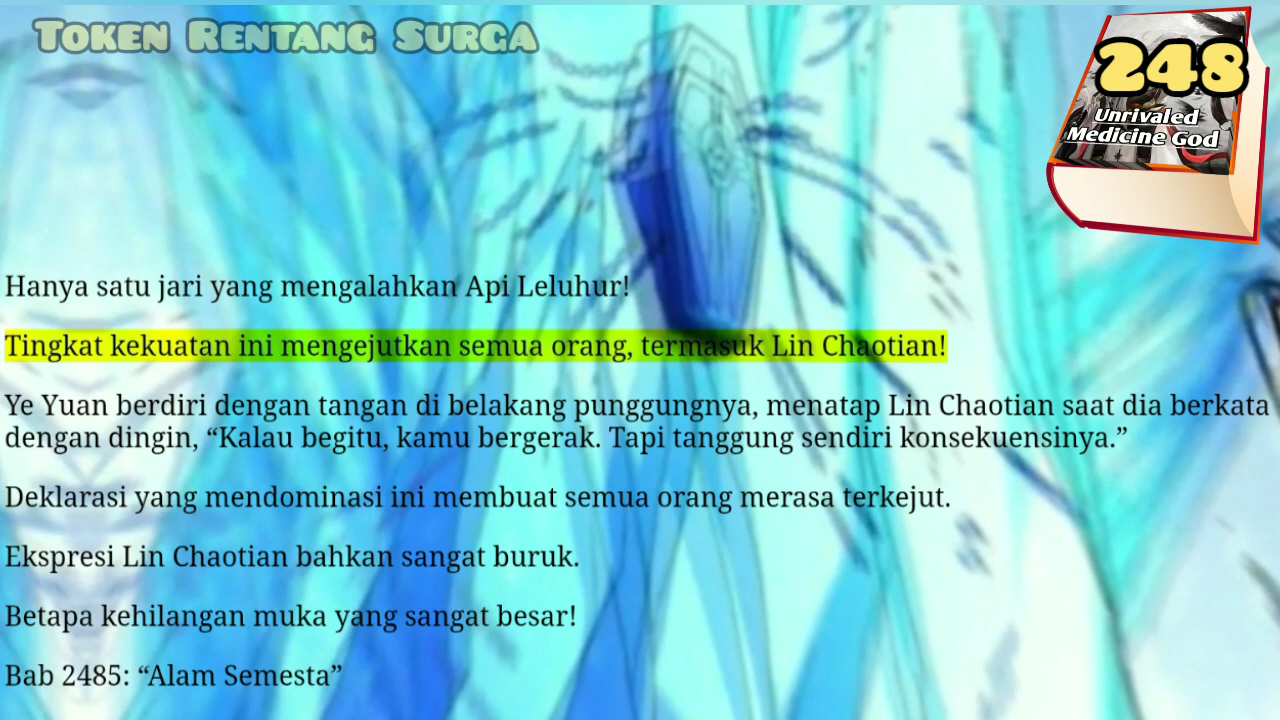 Token Rentang Surga
248
Unrivaled
Medicine God
Hanya satu jari yang mengalahkan Api Leluhur!
Tingkat kekuatan ini mengejutkan semua orang, termasuk Lin Chaotian!
Ye Yuan berdiri dengan tangan di belakang punggungnya, menatap Lin Chaotian saat dia berkata
dengan dingin, “Kalau begitu, kamu bergerak. Tapi tanggung sendiri konsekuensinya.”
Deklarasi yang mendominasi ini membuat semua orang merasa terkejut.
Ekspresi Lin Chaotian bahkan sangat buruk.
Betapa kehilangan muka yang sangat besar!
Bab 2485: “Alam Semesta”